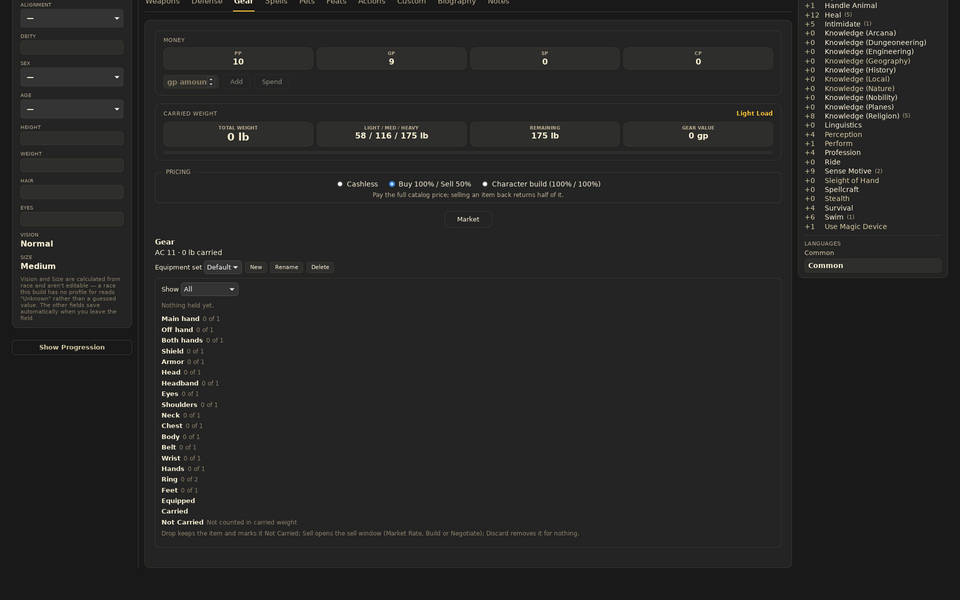 ALIGNMENT
—
DEITY
SEX
—
AGE
—
HEIGHT
WEIGHT
HAIR
EYES
VISION
Normal
SIZE
Medium
Vision and Size are calculated from
race and aren't editable — a race
this build has no profile for reads
"Unknown" rather than a guessed
value. The other fields save
automatically when you leave the
field.
Show Progression
Weapons Defense Gear Spells Pets Feats Actions Custom Biography Notes
MONEY
PP GP SP CP
10 9 0 0
gp amoun Add Spend
CARRIED WEIGHT Light Load
TOTAL WEIGHT LIGHT / MED / HEAVY REMAINING GEAR VALUE
0 lb 58 / 116 / 175 lb 175 lb 0 gp
PRICING
Cashless Buy 100% / Sell 50% Character build (100% / 100%)
Pay the full catalog price; selling an item back returns half of it.
Market
Gear
AC 11 · 0 lb carried
Equipment set Default New Rename Delete
Show All
Nothing held yet.
Main hand 0 of 1
Off hand 0 of 1
Both hands 0 of 1
Shield 0 of 1
Armor 0 of 1
Head 0 of 1
Headband 0 of 1
Eyes 0 of 1
Shoulders 0 of 1
Neck 0 of 1
Chest 0 of 1
Body 0 of 1
Belt 0 of 1
Wrist 0 of 1
Hands 0 of 1
Ring 0 of 2
Feet 0 of 1
Equipped
Carried
Not Carried Not counted in carried weight
Drop keeps the item and marks it Not Carried; Sell opens the sell window (Market Rate, Build or Negotiate); Discard removes it for nothing.
+1 Handle Animal
+12 Heal (5)
+5 Intimidate (1)
+0 Knowledge (Arcana)
+0 Knowledge (Dungeoneering)
+0 Knowledge (Engineering)
+0 Knowledge (Geography)
+0 Knowledge (History)
+0 Knowledge (Local)
+0 Knowledge (Nature)
+0 Knowledge (Nobility)
+0 Knowledge (Planes)
+8 Knowledge (Religion) (5)
+0 Linguistics
+4 Perception
+1 Perform
+4 Profession
+0 Ride
+9 Sense Motive (2)
+0 Sleight of Hand
+0 Spellcraft
+0 Stealth
+4 Survival
+6 Swim (1)
+1 Use Magic Device
LANGUAGES
Common
Common